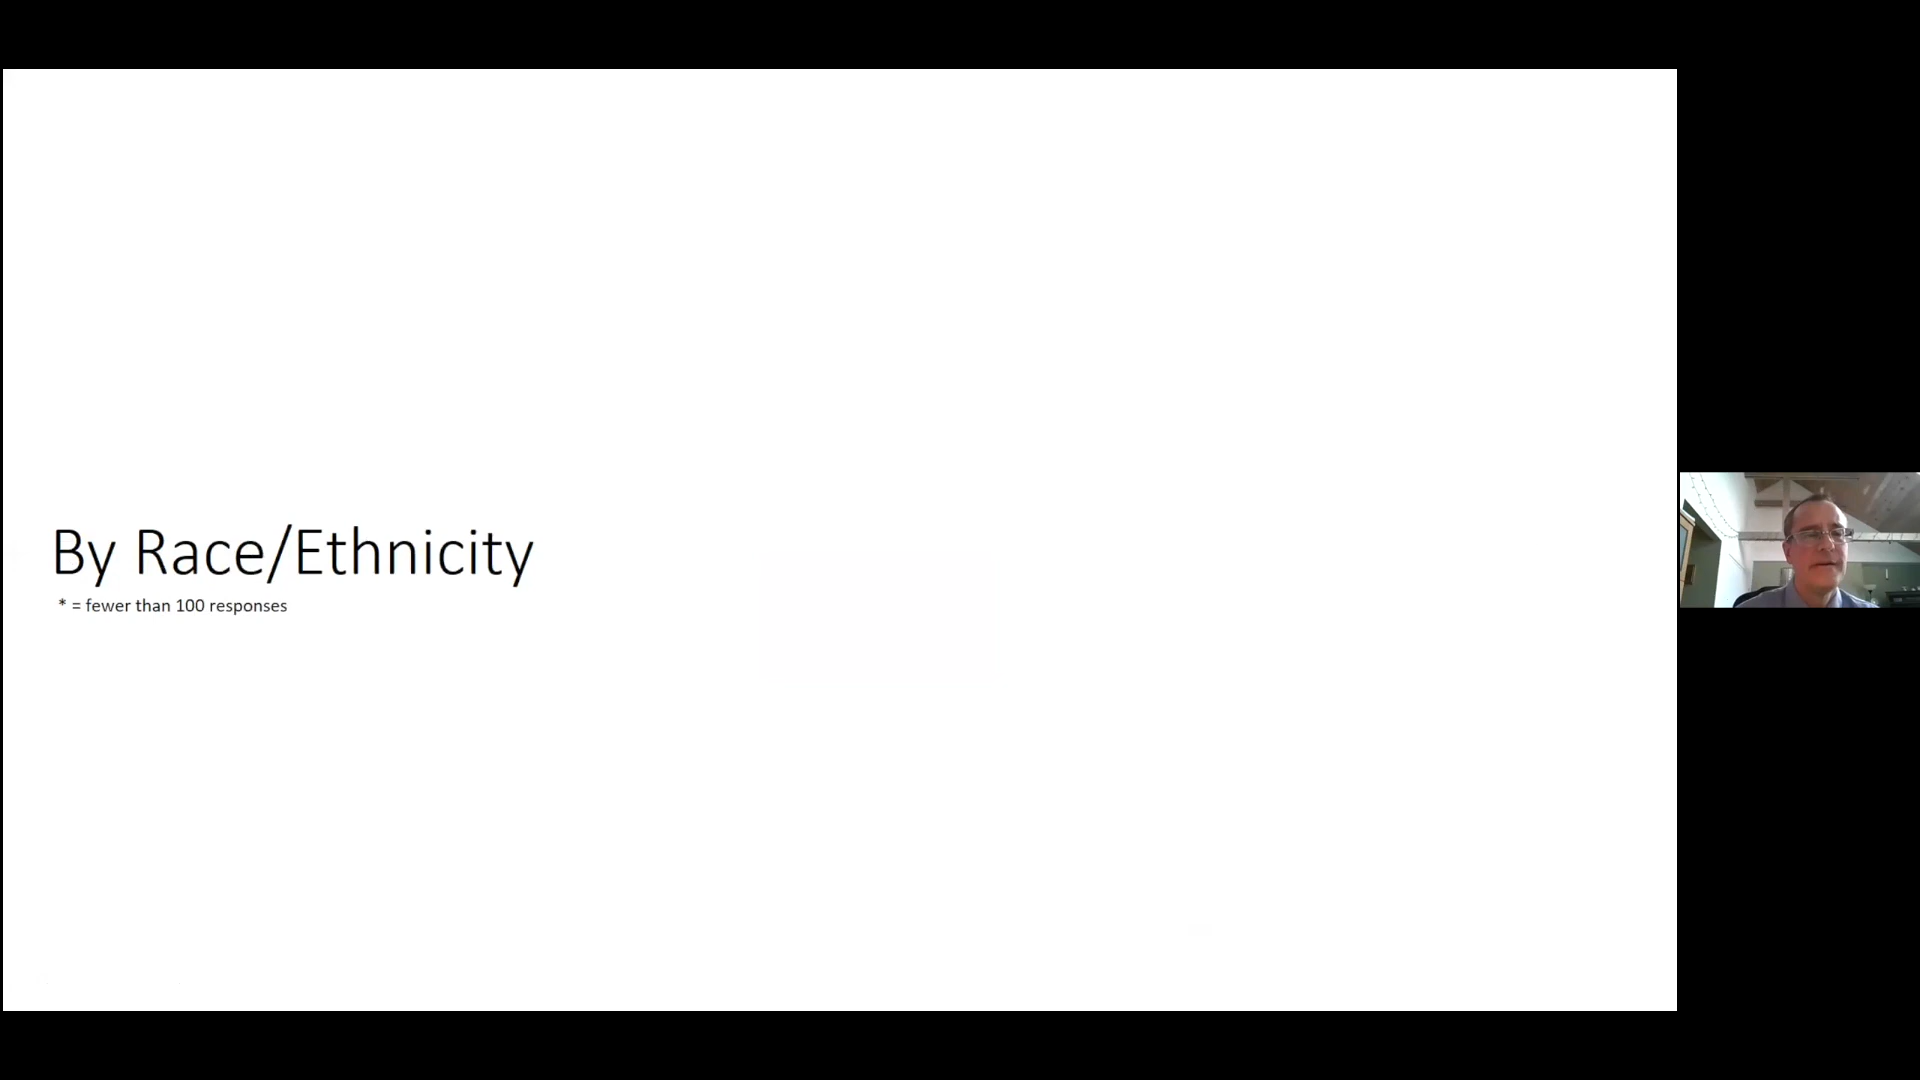 By Race/Ethnicity
* = fewer than 100 responses